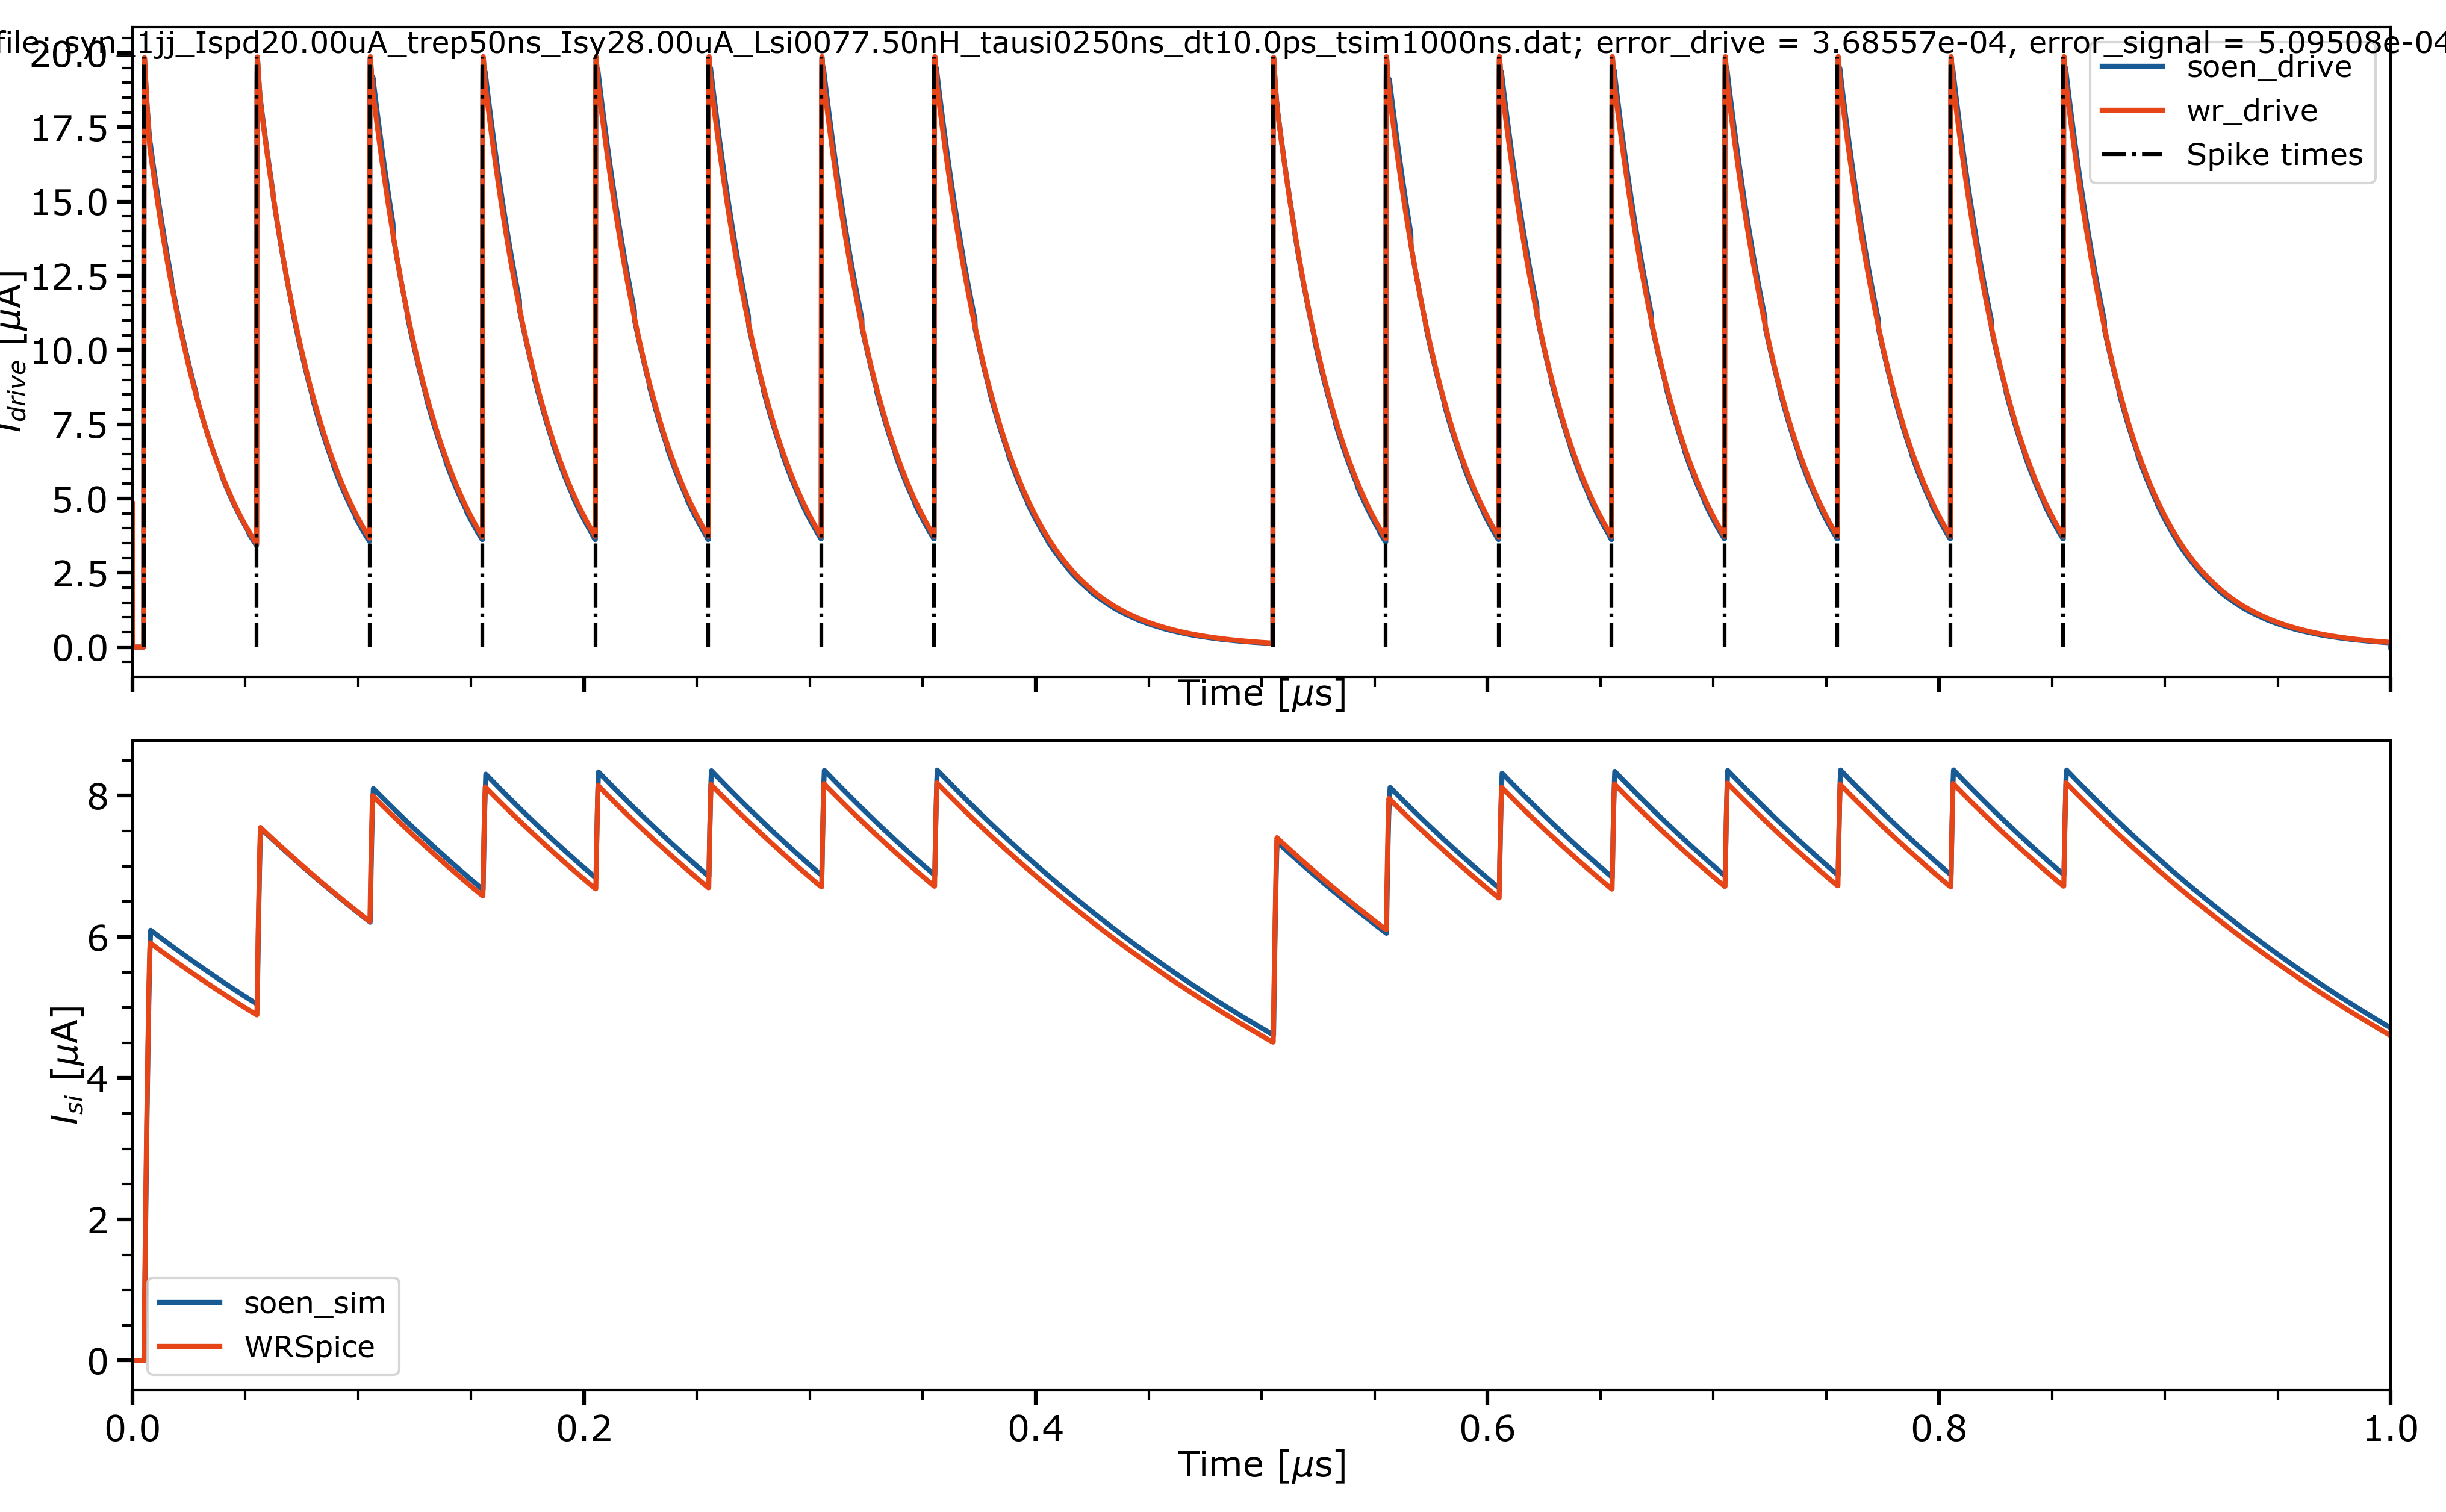 file: syn_1jj_Ispd20.00uA_trep50ns_Isy28.00uA_Lsi0077.50nH_tausi0250ns_dt10.0ps_tsim1000ns.dat; error_drive = 3.68557e-04, error_signal = 5.09508e-04
20.0
17.5
15.0
12.5
10.0
7.5
5.0
2.5
0.0
I_drive [μA]
soen_drive
wr_drive
Spike times
Time [μs]
8
6
4
2
0
I_si [μA]
soen_sim
WRSpice
0.0 0.2 0.4 0.6 0.8 1.0
Time [μs]